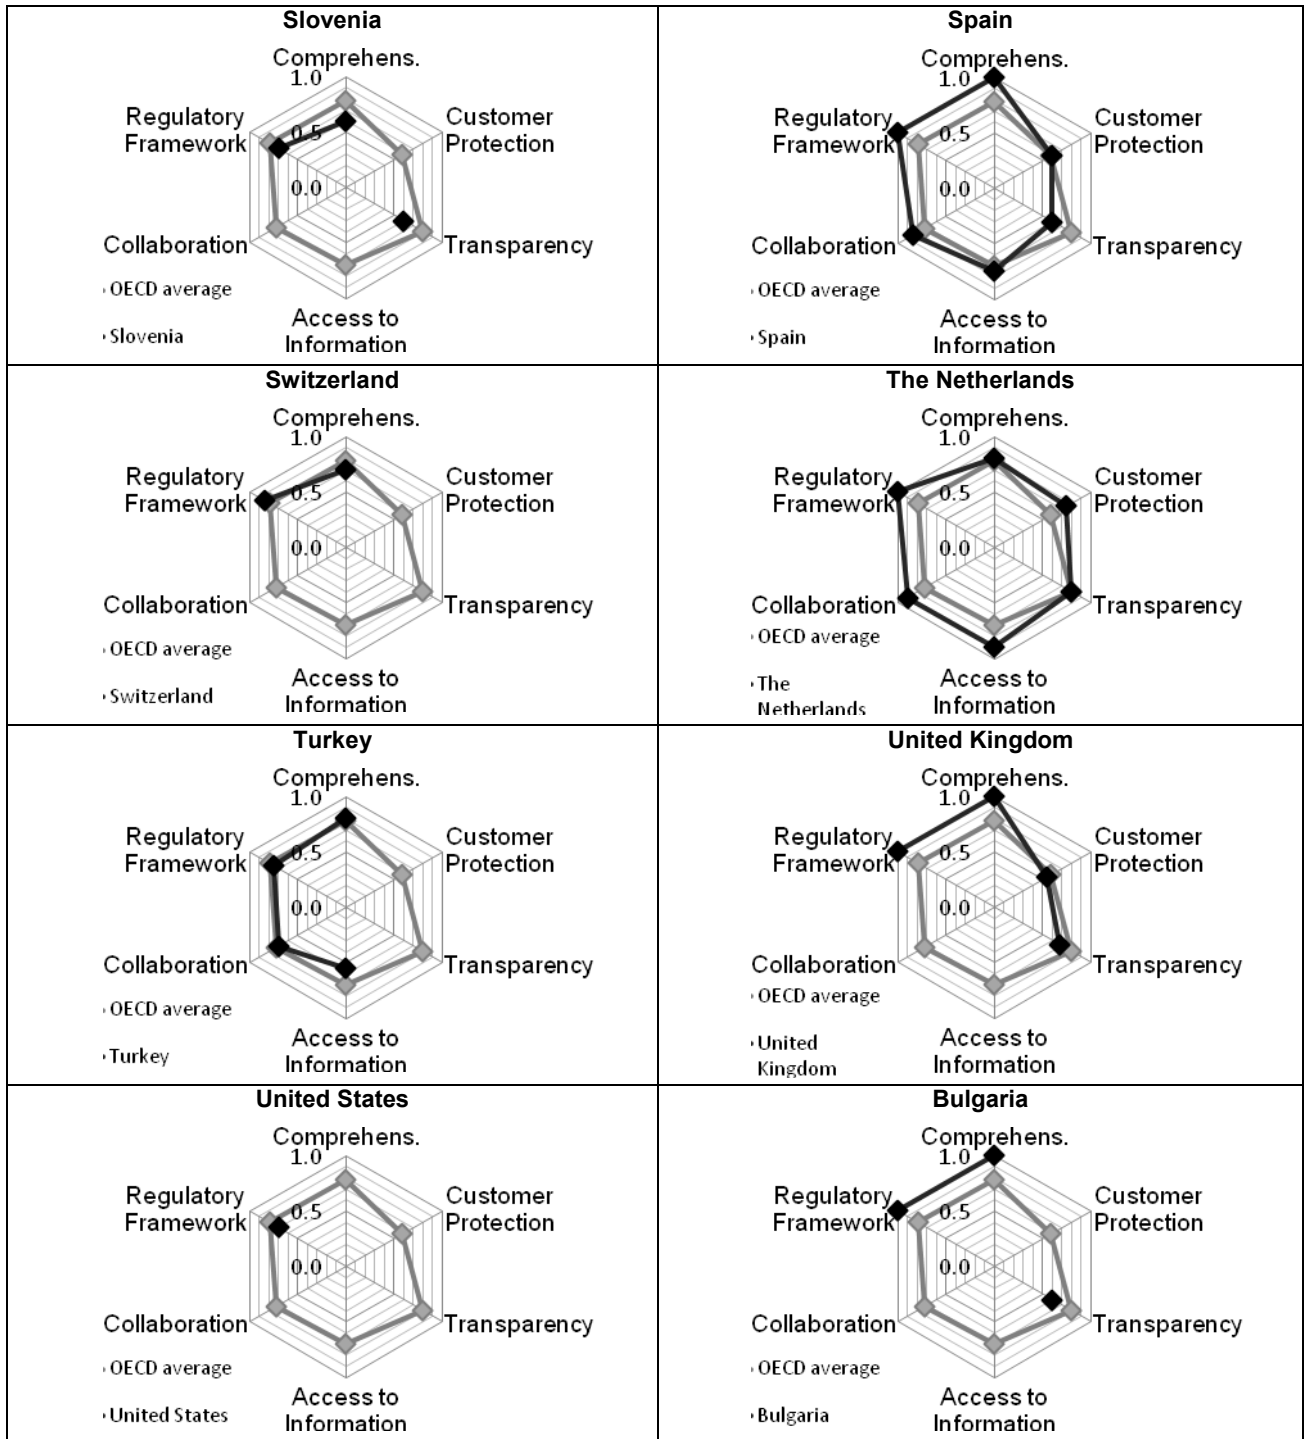 Slovenia
Comprehens.
1.0
Regulatory
Framework
Customer
Protection
0.5
0.0
Collaboration
Transparency
OECD average
Access to
Information
Slovenia
Spain
Comprehens.
1.0
Regulatory
Framework
Customer
Protection
0.5
0.0
Collaboration
Transparency
OECD average
Access to
Information
Spain
Switzerland
Comprehens.
1.0
Regulatory
Framework
Customer
Protection
0.5
0.0
Collaboration
Transparency
OECD average
Access to
Information
Switzerland
The Netherlands
Comprehens.
1.0
Regulatory
Framework
Customer
Protection
0.5
0.0
Collaboration
Transparency
OECD average
Access to
Information
The
Netherlands
Turkey
Comprehens.
1.0
Regulatory
Framework
Customer
Protection
0.5
0.0
Collaboration
Transparency
OECD average
Access to
Information
Turkey
United Kingdom
Comprehens.
1.0
Regulatory
Framework
Customer
Protection
0.5
0.0
Collaboration
Transparency
OECD average
Access to
Information
United
Kingdom
United States
Comprehens.
1.0
Regulatory
Framework
Customer
Protection
0.5
0.0
Collaboration
Transparency
OECD average
Access to
Information
United States
Bulgaria
Comprehens.
1.0
Regulatory
Framework
Customer
Protection
0.5
0.0
Collaboration
Transparency
OECD average
Access to
Information
Bulgaria